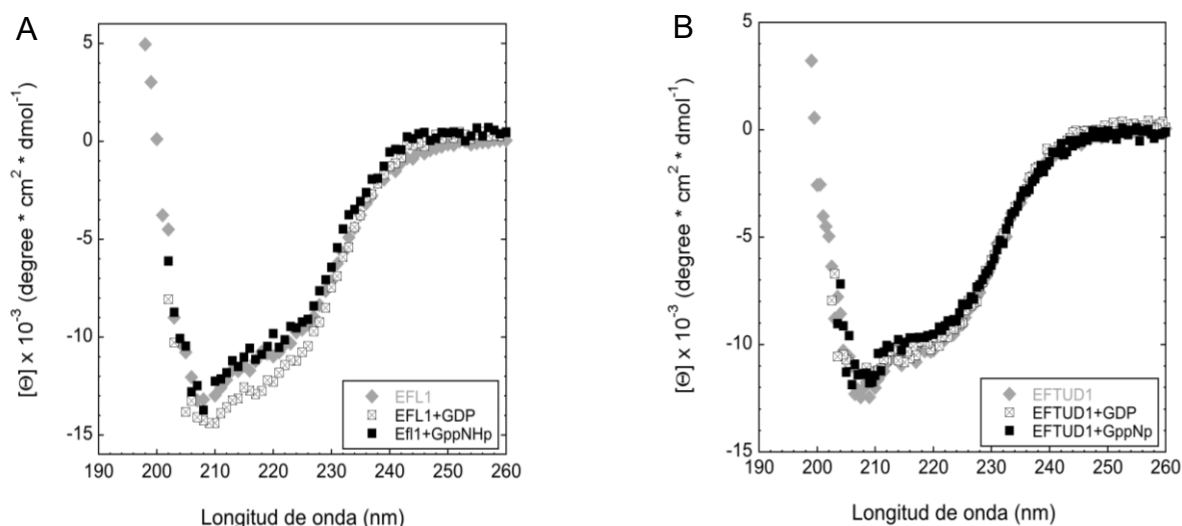 A
[Θ] x 10⁻³ (degree * cm² * dmol⁻¹)
5
0
-5
-10
-15
190 200 210 220 230 240 250 260
Longitud de onda (nm)
EFL1
EFL1+GDP
Efl1+GppNHp
B
[Θ] x 10⁻³ (degree * cm² * dmol⁻¹)
5
0
-5
-10
-15
190 200 210 220 230 240 250 260
Longitud de onda (nm)
EFTUD1
EFTUD1+GDP
EFTUD1+GppNp